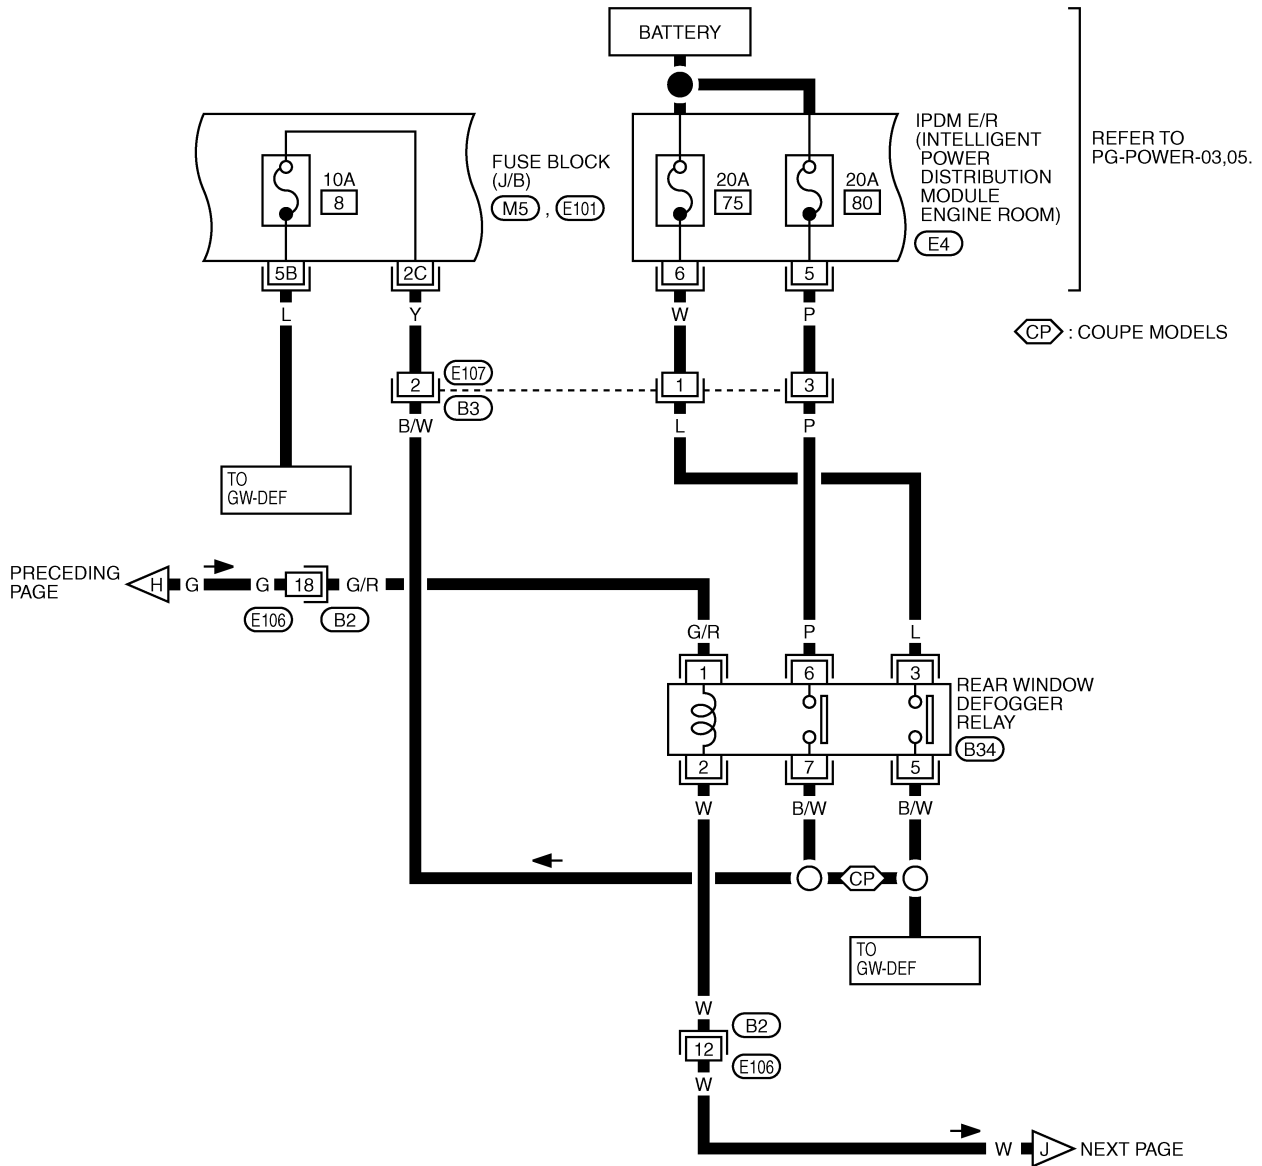 BATTERY
REFER TO
PG-POWER-03,05.
10A
8
FUSE BLOCK
(J/B)
M5 , E101
20A
75
20A
80
IPDM E/R
(INTELLIGENT
POWER
DISTRIBUTION
MODULE
ENGINE ROOM)
E4
5B
2C
6
5
L
Y
W
P
CP : COUPE MODELS
2
E107
B3
1
3
B/W
L
P
TO
GW-DEF
PRECEDING
PAGE
H
G
G
18
G/R
E106
B2
G/R
P
L
1
6
3
REAR WINDOW
DEFOGGER
RELAY
B34
2
7
5
W
B/W
B/W
CP
TO
GW-DEF
W
B2
12
E106
W
W
J
NEXT PAGE